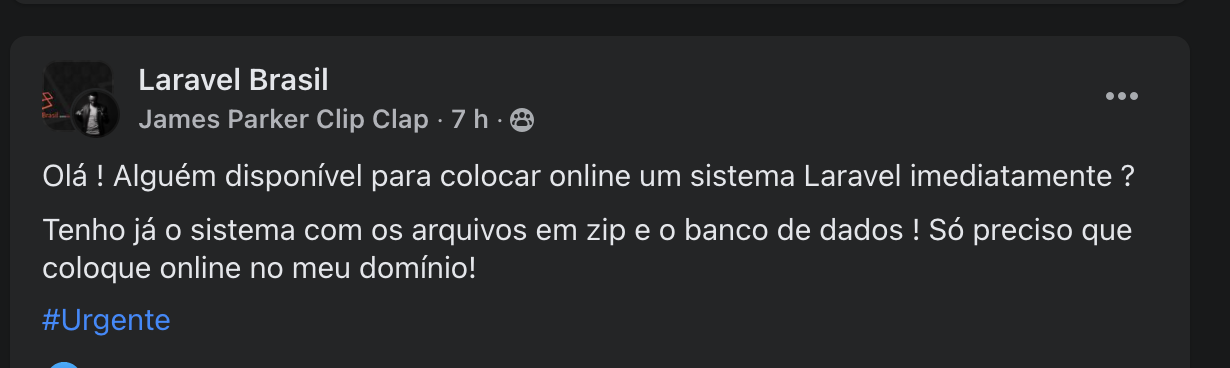 Laravel Brasil
James Parker Clip Clap · 7 h ·
Olá ! Alguém disponível para colocar online um sistema Laravel imediatamente ?
Tenho já o sistema com os arquivos em zip e o banco de dados ! Só preciso que
coloque online no meu domínio!
#Urgente